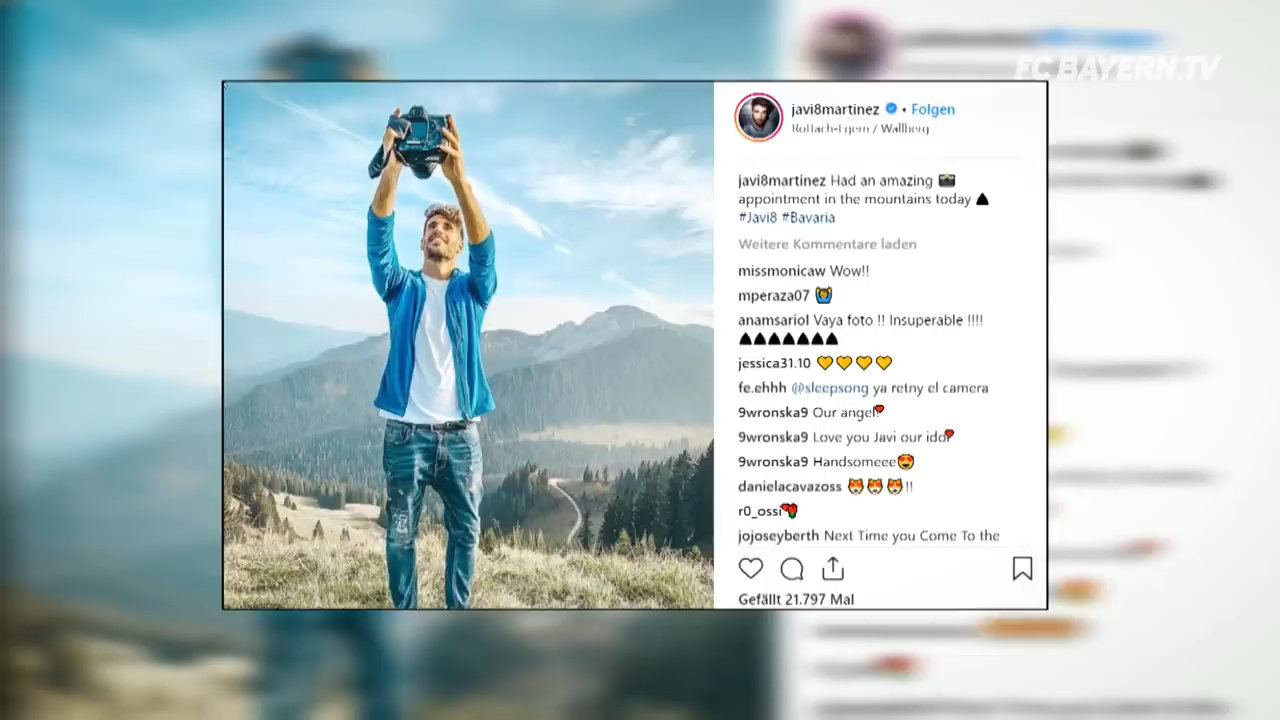 FC BAYERN.TV
javi8martinez • Folgen
Rottach-Egern / Wallberg
javi8martinez Had an amazing 📸
appointment in the mountains today ▲
#Javi8 #Bavaria
Weitere Kommentare laden
missmonicaw Wow!!
mperaza07 🙆‍♂️
anamsariol Vaya foto !! Insuperable !!!!
▲▲▲▲▲▲▲
jessica31.10 💛💛💛💛
fe.ehhh @sleepsong ya retny el camera
9wronska9 Our angel❣
9wronska9 Love you Javi our idol❣
9wronska9 Handsomeee😍
danielacavazoss 🐯🐯🐯!!
r0_ossi🌹
jojoseyberth Next Time you Come To the
Gefällt 21.797 Mal